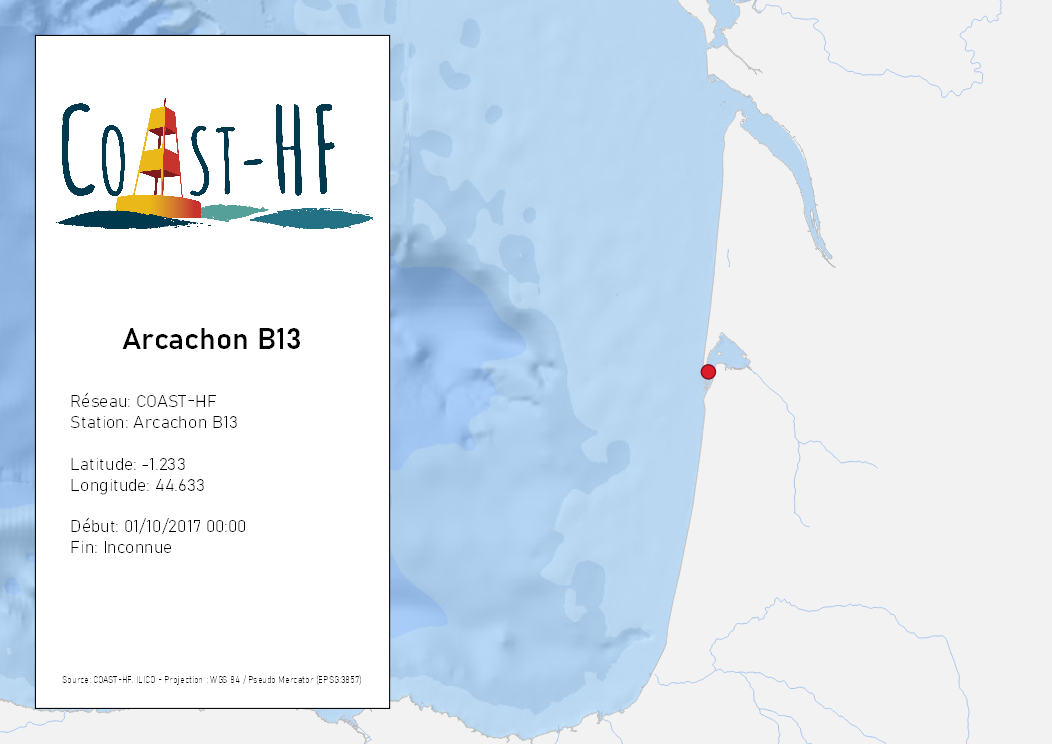 COAST-HF
Arcachon B13
Réseau: COAST-HF
Station: Arcachon B13
Latitude: -1.233
Longitude: 44.633
Début: 01/10/2017 00:00
Fin: Inconnue
Source: COAST-HF, ILICO - Projection : WGS 84 / Pseudo Mercator (EPSG:3857)